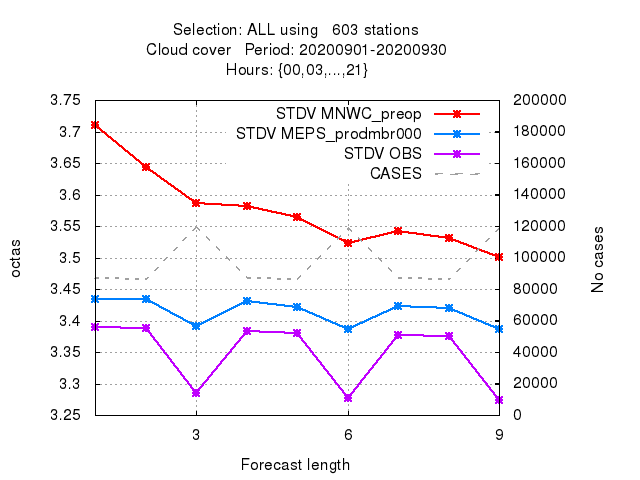 Selection: ALL using   603 stations
Cloud cover   Period: 20200901-20200930
Hours: {00,03,...,21}
STDV MNWC_preop
STDV MEPS_prodmbr000
STDV OBS
CASES
octas
3.75
3.7
3.65
3.6
3.55
3.5
3.45
3.4
3.35
3.3
3.25
200000
180000
160000
140000
120000
100000
80000
60000
40000
20000
0
No cases
3 6 9
Forecast length